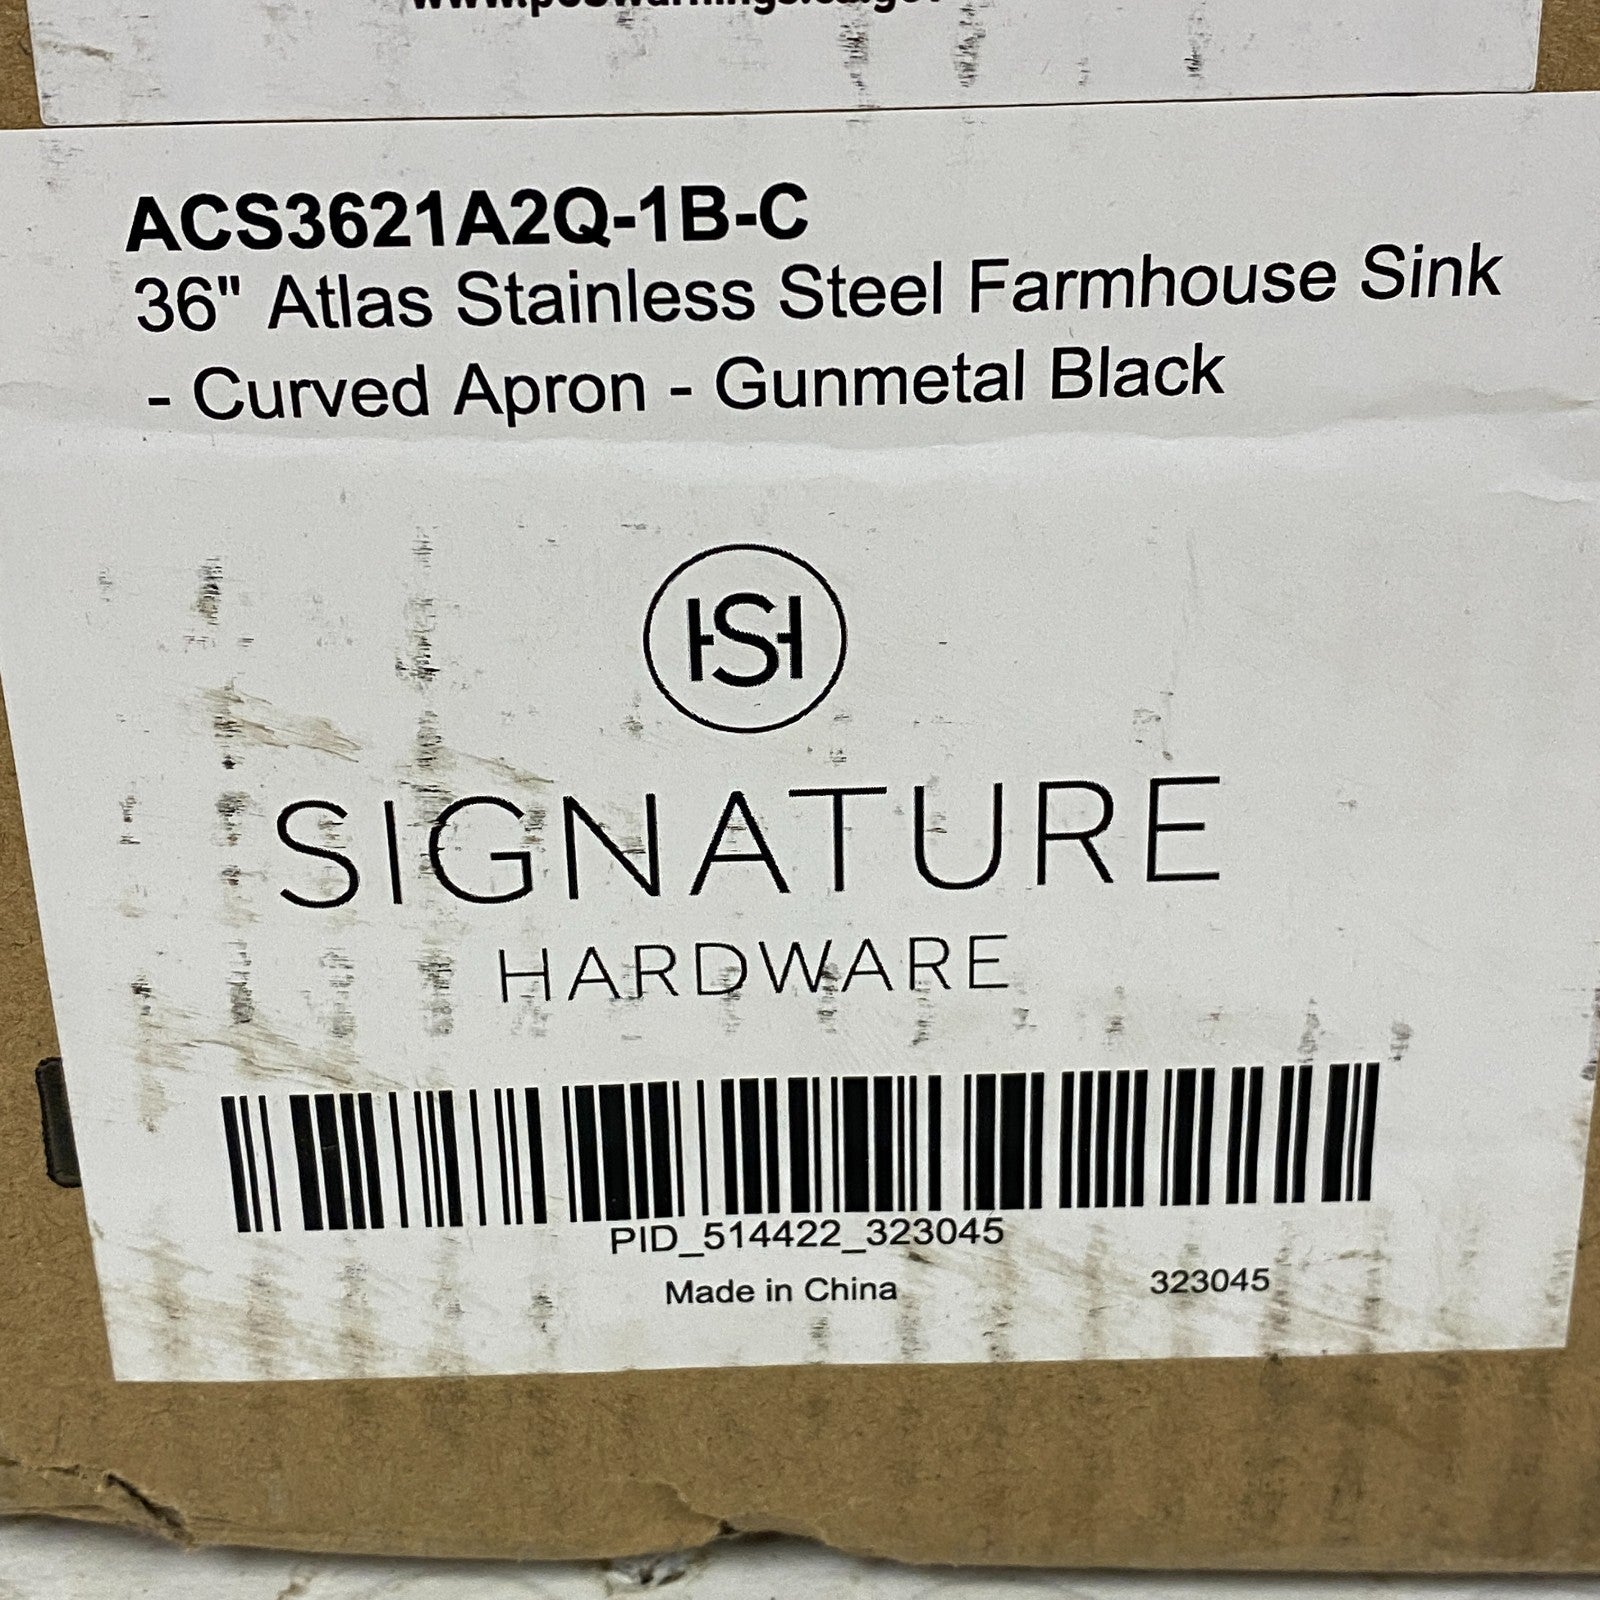 ACS3621A2Q-1B-C
36" Atlas Stainless Steel Farmhouse Sink
- Curved Apron - Gunmetal Black
HSH
SIGNATURE
HARDWARE
PID_514422_323045
Made in China
323045